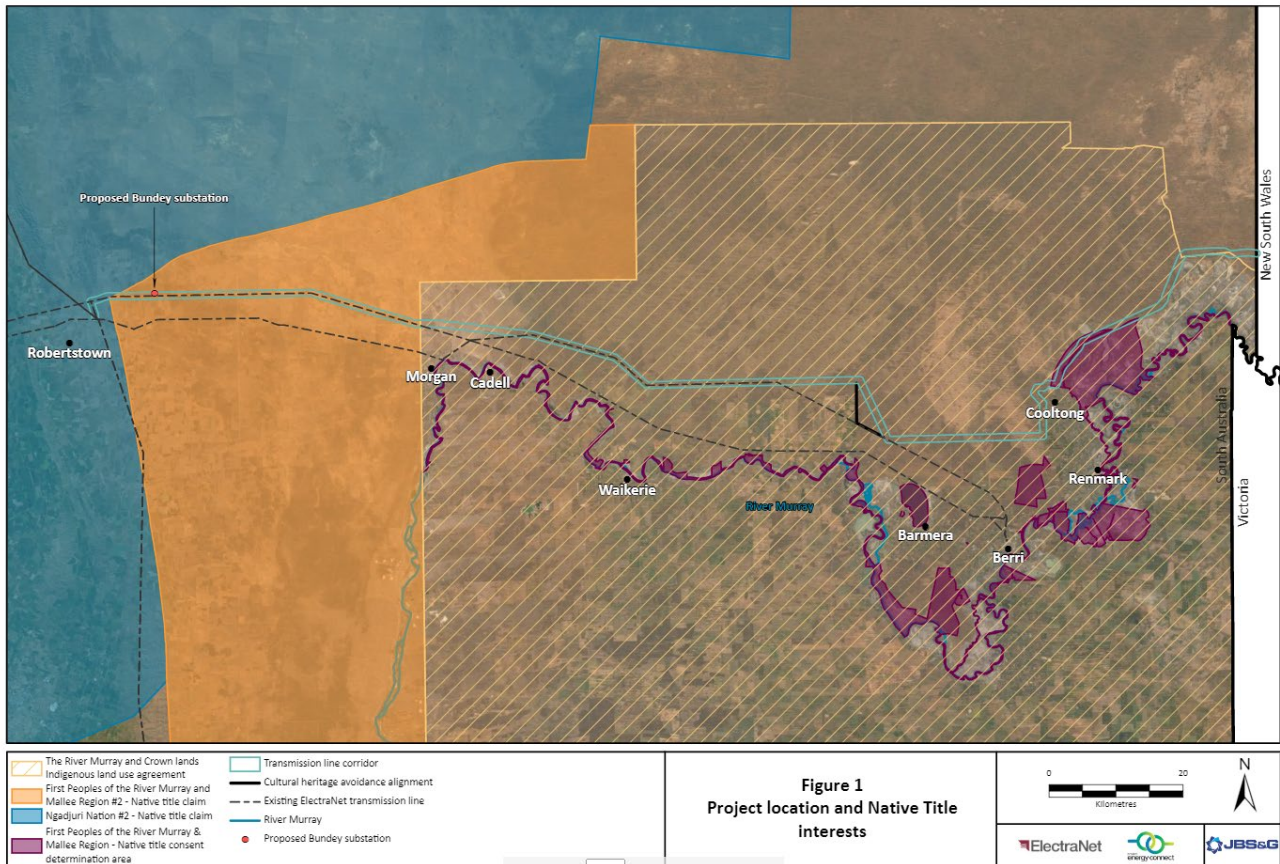 Proposed Bundey substation
Robertstown
Morgan
Cadell
Waikerie
River Murray
Barmera
Berri
Cooltong
Renmark
New South Wales
South Australia
Victoria
The River Murray and Crown lands
Indigenous land use agreement
First Peoples of the River Murray and
Mallee Region #2 - Native title claim
Ngadjuri Nation #2 - Native title claim
First Peoples of the River Murray &
Mallee Region - Native title consent
determination area
Transmission line corridor
Cultural heritage avoidance alignment
Existing ElectraNet transmission line
River Murray
Proposed Bundey substation
Figure 1
Project location and Native Title
interests
0 20
Kilometres
N
ElectraNet
energyconnect
JBS&G